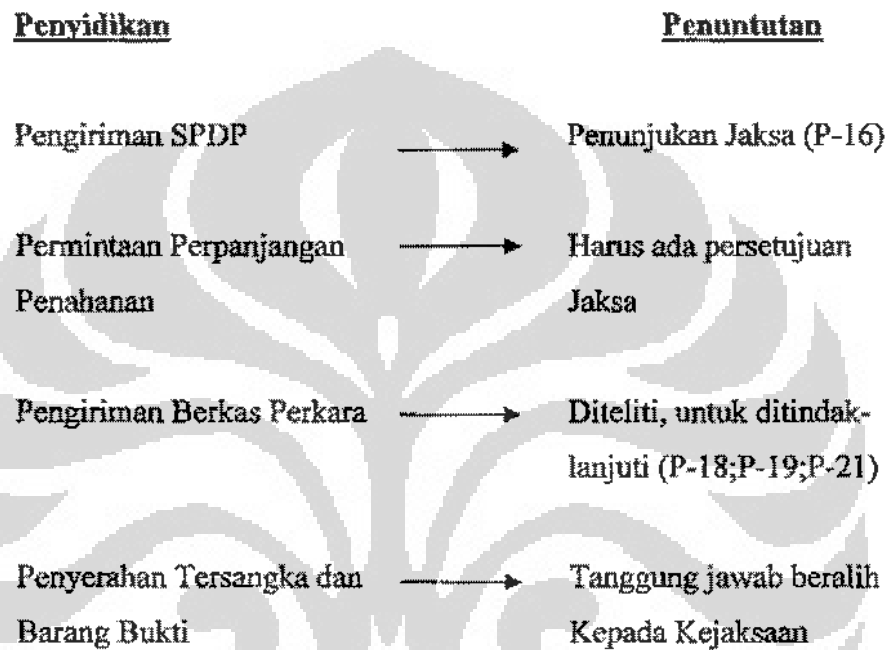 Penyidikan Penuntutan
Pengiriman SPDP Penunjukan Jaksa (P-16)
Permintaan Perpanjangan Harus ada persetujuan
Penahanan Jaksa
Pengiriman Berkas Perkara Diteliti, untuk ditindak-
lanjuti (P-18;P-19;P-21)
Penyerahan Tersangka dan Tanggung jawab beralih
Barang Bukti Kepada Kejaksaan